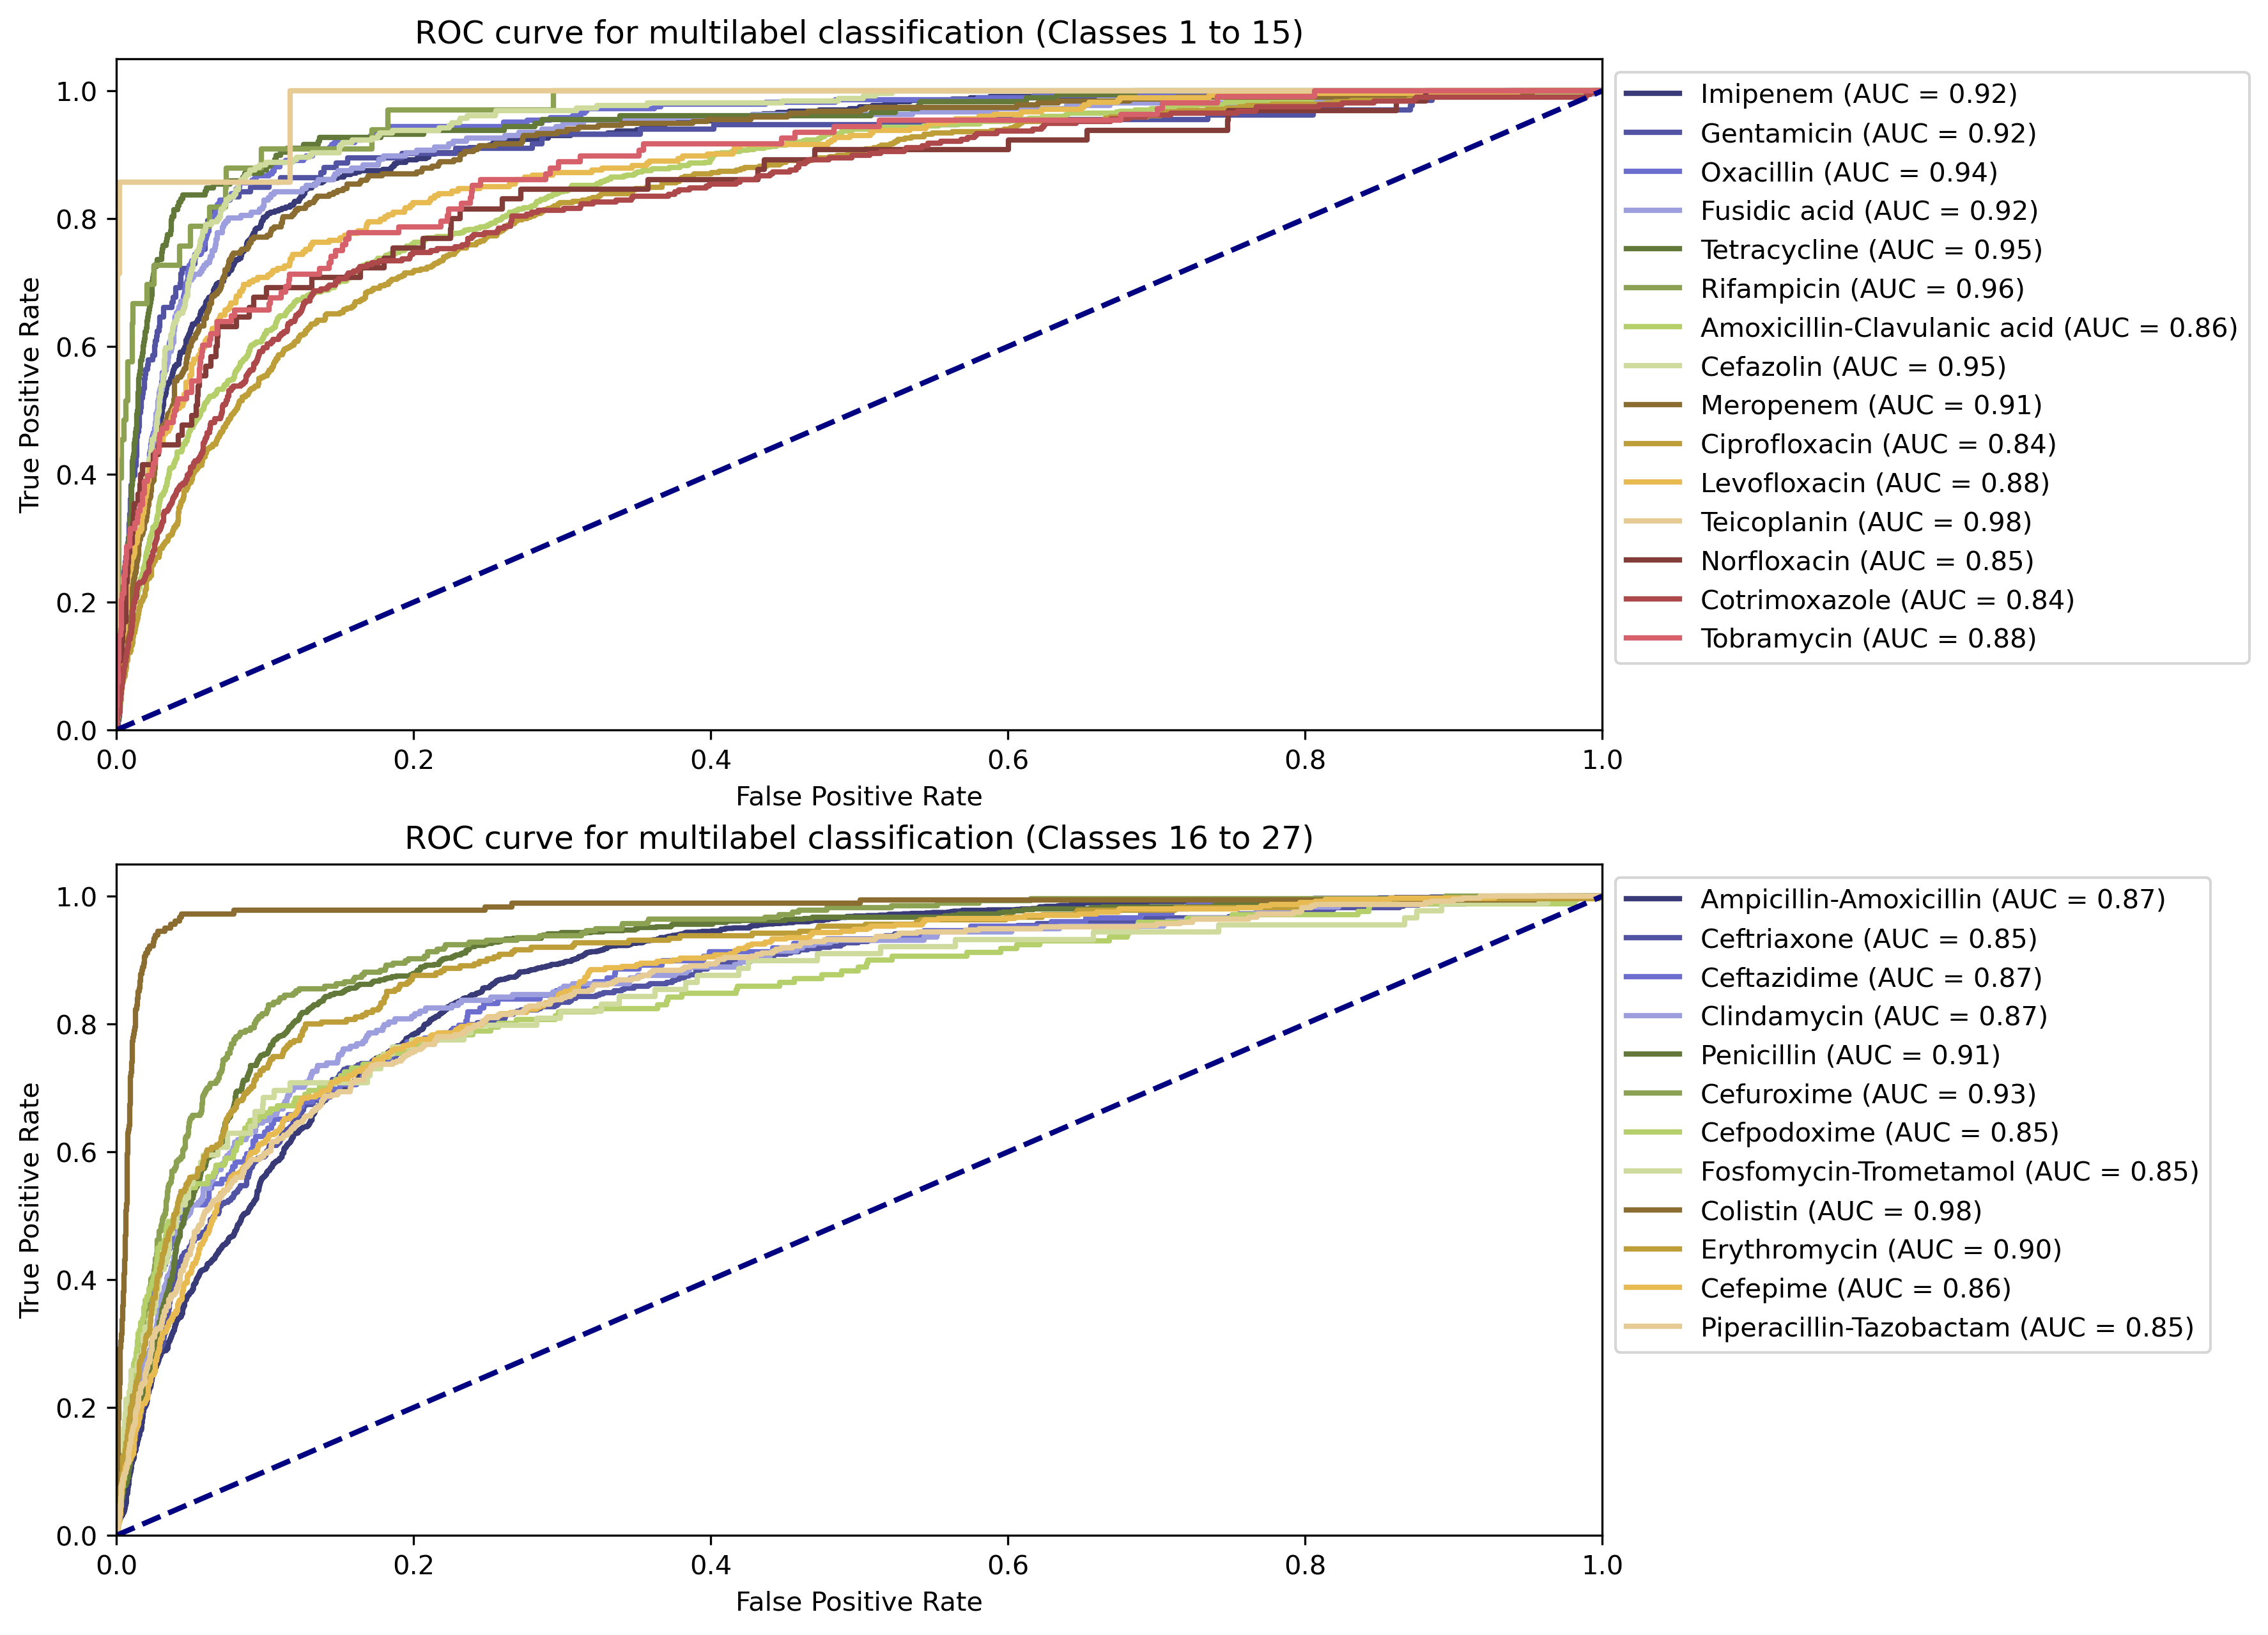 ROC curve for multilabel classification (Classes 1 to 15)
1.0
0.8
0.6
0.4
0.2
0.0
True Positive Rate
0.0 0.2 0.4 0.6 0.8 1.0
False Positive Rate
Imipenem (AUC = 0.92)
Gentamicin (AUC = 0.92)
Oxacillin (AUC = 0.94)
Fusidic acid (AUC = 0.92)
Tetracycline (AUC = 0.95)
Rifampicin (AUC = 0.96)
Amoxicillin-Clavulanic acid (AUC = 0.86)
Cefazolin (AUC = 0.95)
Meropenem (AUC = 0.91)
Ciprofloxacin (AUC = 0.84)
Levofloxacin (AUC = 0.88)
Teicoplanin (AUC = 0.98)
Norfloxacin (AUC = 0.85)
Cotrimoxazole (AUC = 0.84)
Tobramycin (AUC = 0.88)
ROC curve for multilabel classification (Classes 16 to 27)
1.0
0.8
0.6
0.4
0.2
0.0
True Positive Rate
0.0 0.2 0.4 0.6 0.8 1.0
False Positive Rate
Ampicillin-Amoxicillin (AUC = 0.87)
Ceftriaxone (AUC = 0.85)
Ceftazidime (AUC = 0.87)
Clindamycin (AUC = 0.87)
Penicillin (AUC = 0.91)
Cefuroxime (AUC = 0.93)
Cefpodoxime (AUC = 0.85)
Fosfomycin-Trometamol (AUC = 0.85)
Colistin (AUC = 0.98)
Erythromycin (AUC = 0.90)
Cefepime (AUC = 0.86)
Piperacillin-Tazobactam (AUC = 0.85)